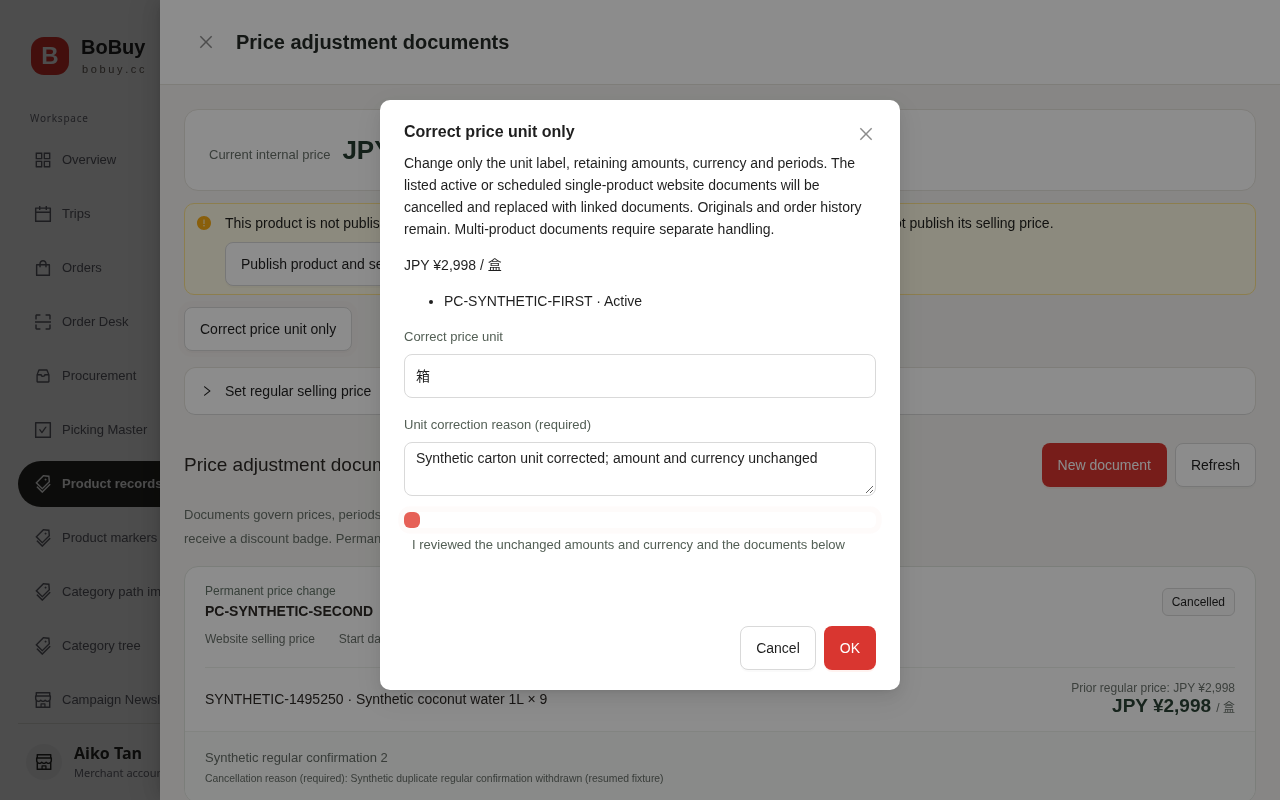 B
BoBuy
bobuy.cc
Workspace
Overview
Trips
Orders
Order Desk
Procurement
Picking Master
Product records
Product markers
Category path im
Category tree
Campaign Newsl
Aiko Tan
Merchant accoun
Price adjustment documents
Current internal price JPY
This product is not publis
ot publish its selling price.
Publish product and se
Correct price unit only
Set regular selling price
Price adjustment docum
New document
Refresh
Documents govern prices, periods
receive a discount badge. Perman
Permanent price change
PC-SYNTHETIC-SECOND
Cancelled
Website selling price Start da
SYNTHETIC-1495250 · Synthetic coconut water 1L × 9
Prior regular price: JPY ¥2,998
JPY ¥2,998 / 盒
Synthetic regular confirmation 2
Cancellation reason (required): Synthetic duplicate regular confirmation withdrawn (resumed fixture)
Correct price unit only
Change only the unit label, retaining amounts, currency and periods. The
listed active or scheduled single-product website documents will be
cancelled and replaced with linked documents. Originals and order history
remain. Multi-product documents require separate handling.
JPY ¥2,998 / 盒
• PC-SYNTHETIC-FIRST · Active
Correct price unit
箱
Unit correction reason (required)
Synthetic carton unit corrected; amount and currency unchanged
I reviewed the unchanged amounts and currency and the documents below
Cancel
OK